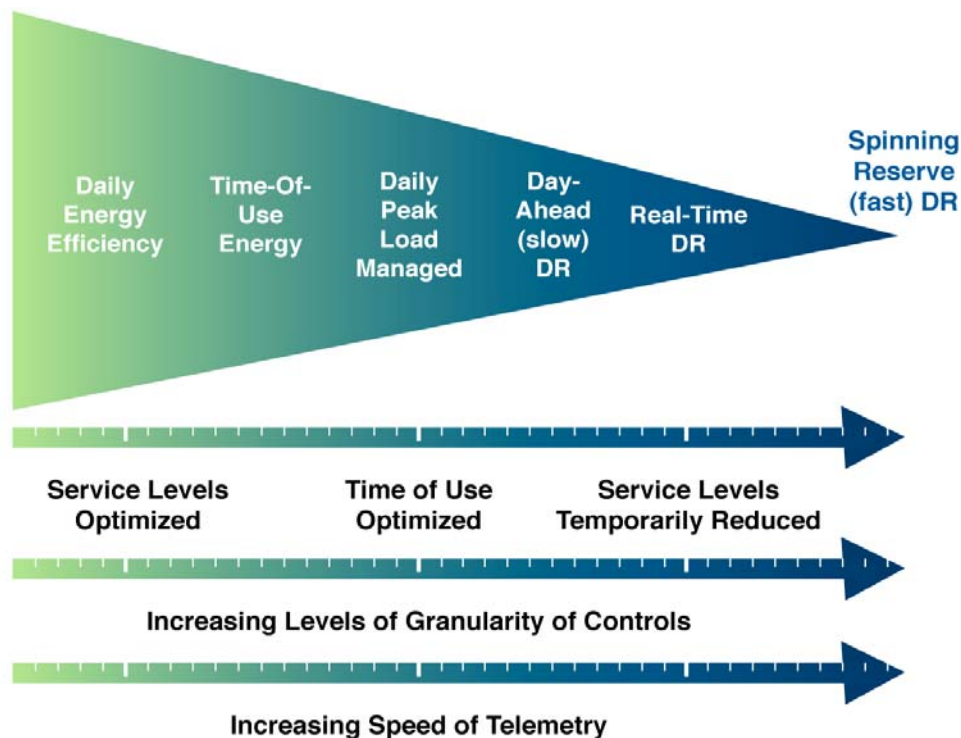 Daily
Energy
Efficiency
Time-Of-
Use
Energy
Daily
Peak
Load
Managed
Day-
Ahead
(slow)
DR
Real-Time
DR
Spinning
Reserve
(fast) DR
Service Levels
Optimized
Time of Use
Optimized
Service Levels
Temporarily Reduced
Increasing Levels of Granularity of Controls
Increasing Speed of Telemetry